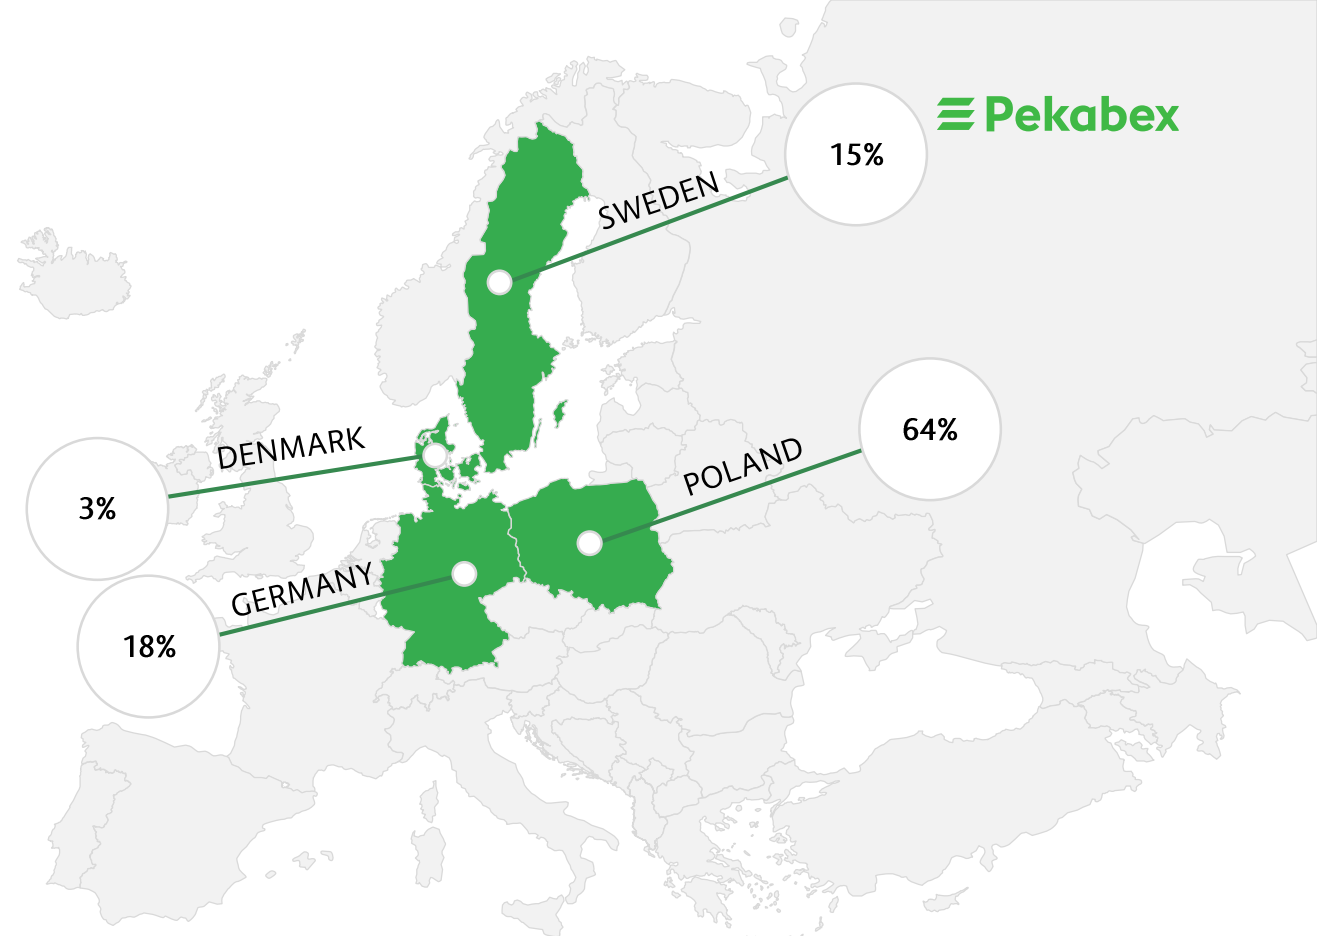 Pekabex
15%
SWEDEN
64%
POLAND
DENMARK
3%
GERMANY
18%